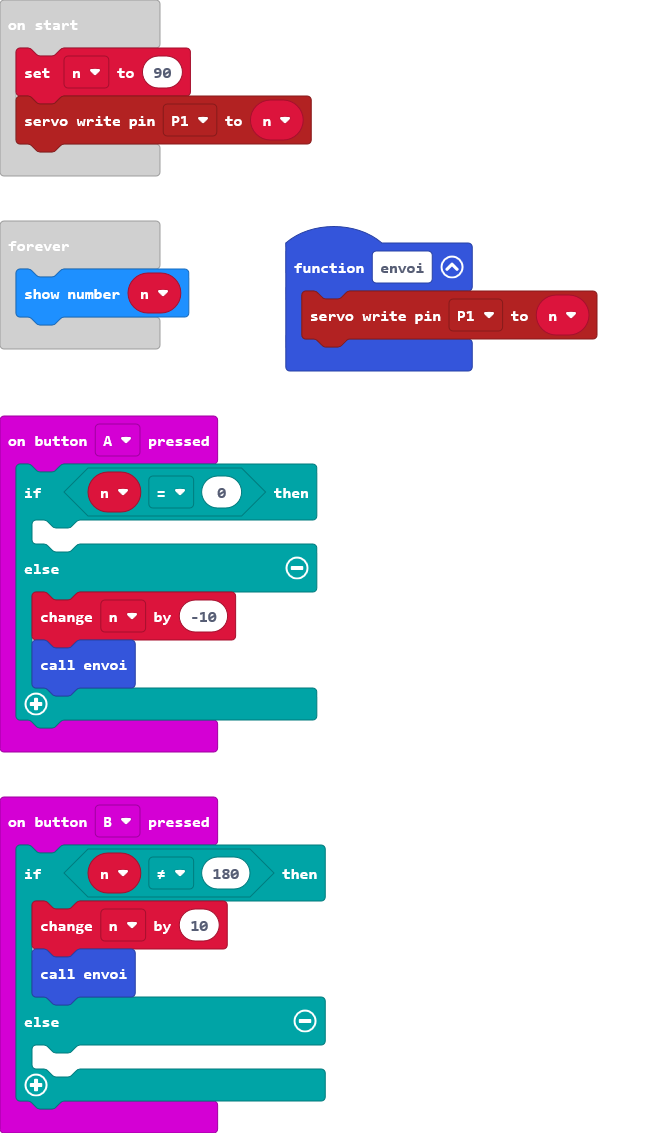 on start
set n to 90
servo write pin P1 to n
forever
show number n
function envoi
servo write pin P1 to n
on button A pressed
if n = 0 then
else
change n by -10
call envoi
on button B pressed
if n ≠ 180 then
change n by 10
call envoi
else